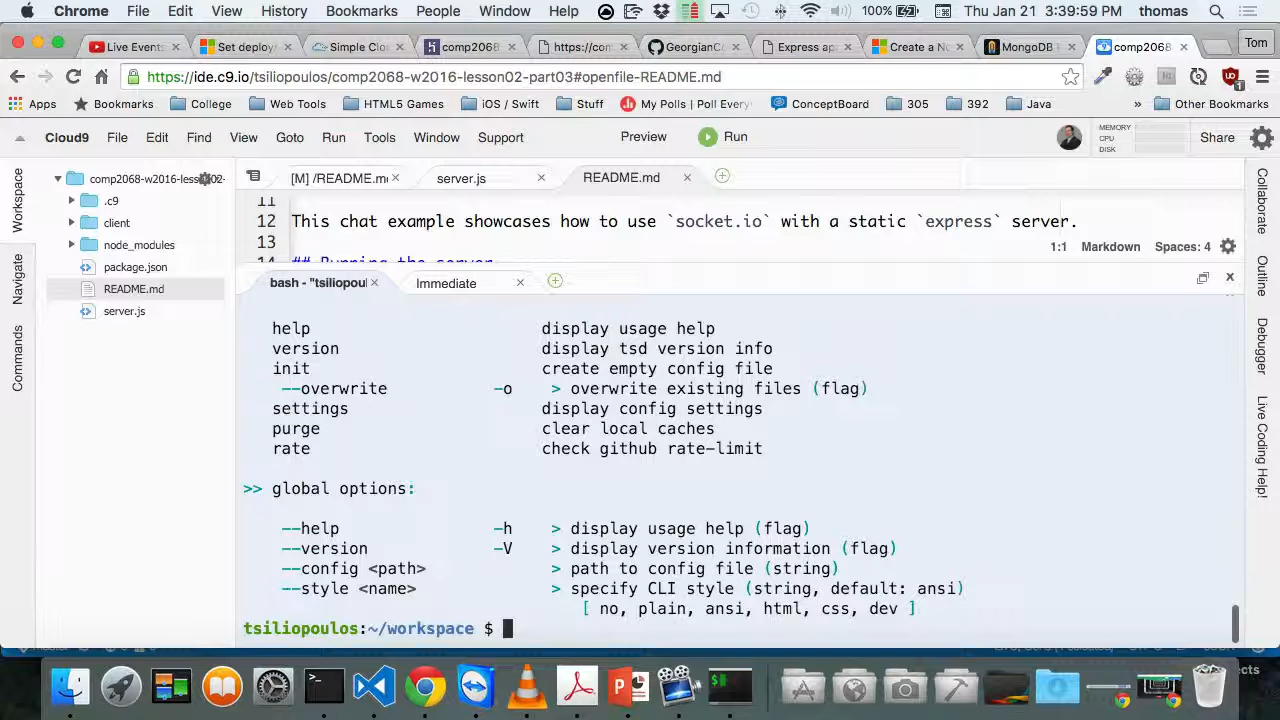 Chrome File Edit View History Bookmarks People Window Help 100% Thu Jan 21 3:39:59 PM thomas
Live Events Set deploy Simple Clo comp2068 https://con GeorgianC Express ap Create a No MongoDB comp2068 Tom
https://ide.c9.io/tsiliopoulos/comp2068-w2016-lesson02-part03#openfile-README.md
Apps Bookmarks College Web Tools HTML5 Games iOS / Swift Stuff My Polls | Poll Every ConceptBoard 305 392 Java » Other Bookmarks
Cloud9 File Edit Find View Goto Run Tools Window Support Preview Run MEMORY CPU DISK Share
Workspace
Navigate
Commands
comp2068-w2016-lesson02-
.c9
client
node_modules
package.json
README.md
server.js
[M] /README.m server.js README.md
11
12 This chat example showcases how to use `socket.io` with a static `express` server.
13
14 ## Running the server
1:1 Markdown Spaces: 4
bash - "tsiliopoul Immediate
help display usage help
version display tsd version info
init create empty config file
--overwrite -o > overwrite existing files (flag)
settings display config settings
purge clear local caches
rate check github rate-limit
>> global options:
--help -h > display usage help (flag)
--version -V > display version information (flag)
--config <path> > path to config file (string)
--style <name> > specify CLI style (string, default: ansi)
[ no, plain, ansi, html, css, dev ]
tsiliopoulos:~/workspace $
Collaborate
Outline
Debugger
Live Coding Help!